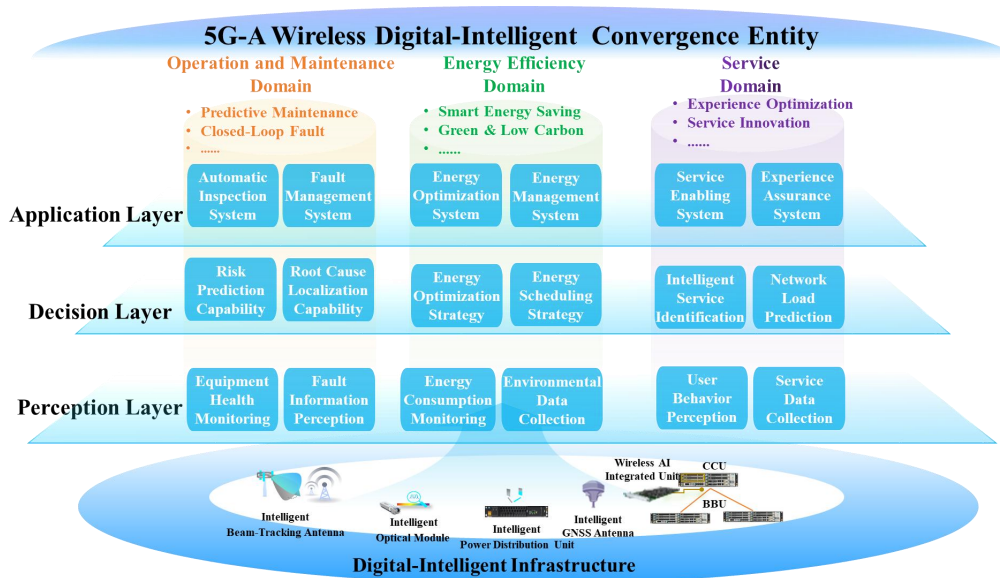 5G-A Wireless Digital-Intelligent Convergence Entity
Operation and Maintenance
Domain
• Predictive Maintenance
• Closed-Loop Fault
• ......
Energy Efficiency
Domain
• Smart Energy Saving
• Green & Low Carbon
• ......
Service
Domain
• Experience Optimization
• Service Innovation
• ......
Application Layer
Automatic
Inspection
System
Fault
Management
System
Energy
Optimization
System
Energy
Management
System
Service
Enabling
System
Experience
Assurance
System
Decision Layer
Risk
Prediction
Capability
Root Cause
Localization
Capability
Energy
Optimization
Strategy
Energy
Scheduling
Strategy
Intelligent
Service
Identification
Network
Load
Prediction
Perception Layer
Equipment
Health
Monitoring
Fault
Information
Perception
Energy
Consumption
Monitoring
Environmental
Data
Collection
User
Behavior
Perception
Service
Data
Collection
Intelligent
Beam-Tracking Antenna
Intelligent
Optical Module
Intelligent
Power Distribution Unit
Intelligent
GNSS Antenna
Wireless AI
Integrated Unit
CCU
BBU
Digital-Intelligent Infrastructure